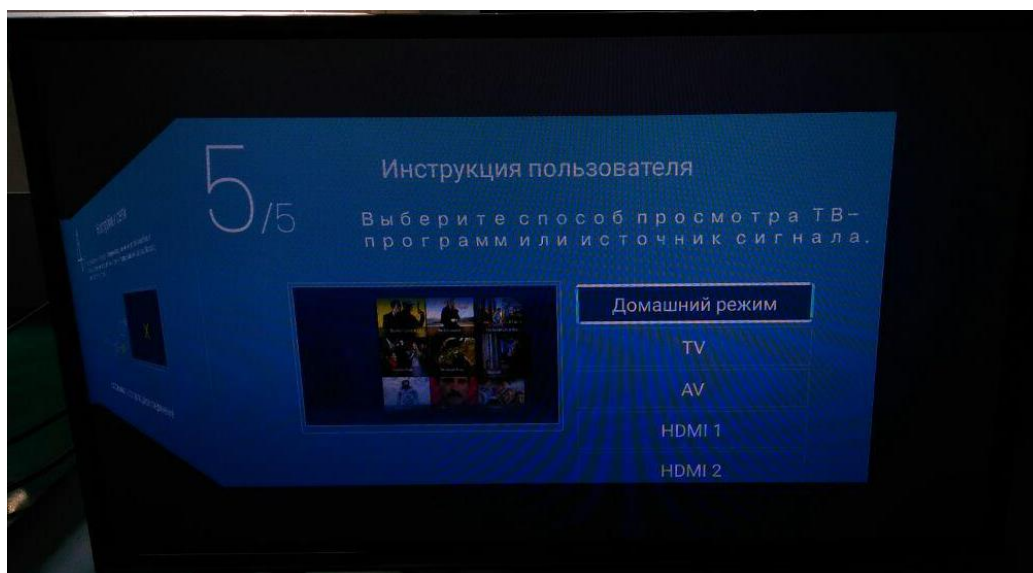 5/5
Инструкция пользователя
Выберите способ просмотра ТВ-
программ или источник сигнала.
Домашний режим
TV
AV
HDMI 1
HDMI 2